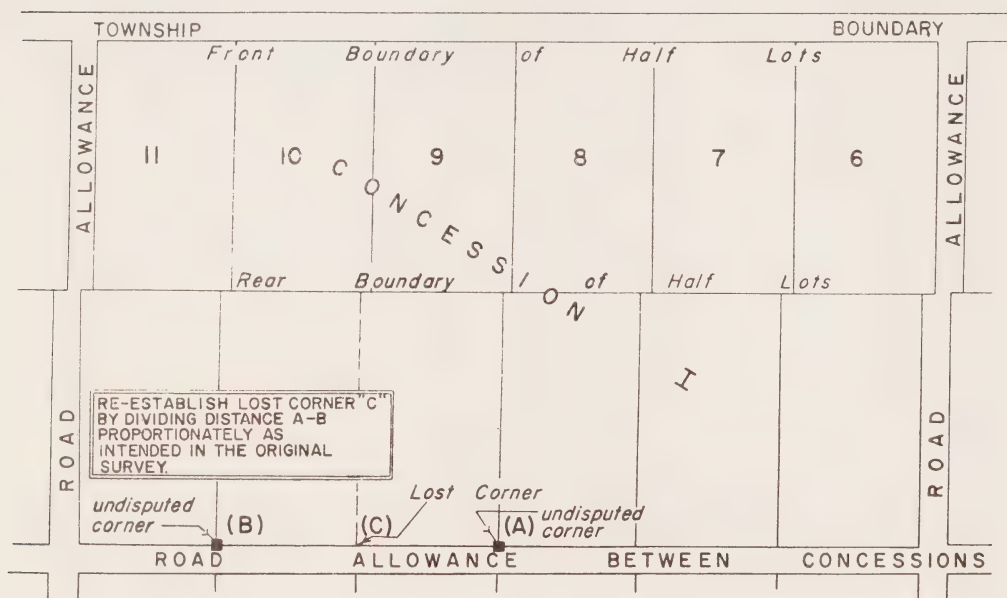 TOWNSHIP BOUNDARY
Front Boundary of Half Lots
ALLOWANCE
ALLOWANCE
11 10 9 8 7 6
CONCESSION I
Rear Boundary of Half Lots
RE-ESTABLISH LOST CORNER "C"
BY DIVIDING DISTANCE A-B
PROPORTIONATELY AS
INTENDED IN THE ORIGINAL
SURVEY.
ROAD
ROAD
undisputed
corner
(B)
(C)
Lost Corner
(A)
undisputed
corner
ROAD ALLOWANCE BETWEEN CONCESSIONS